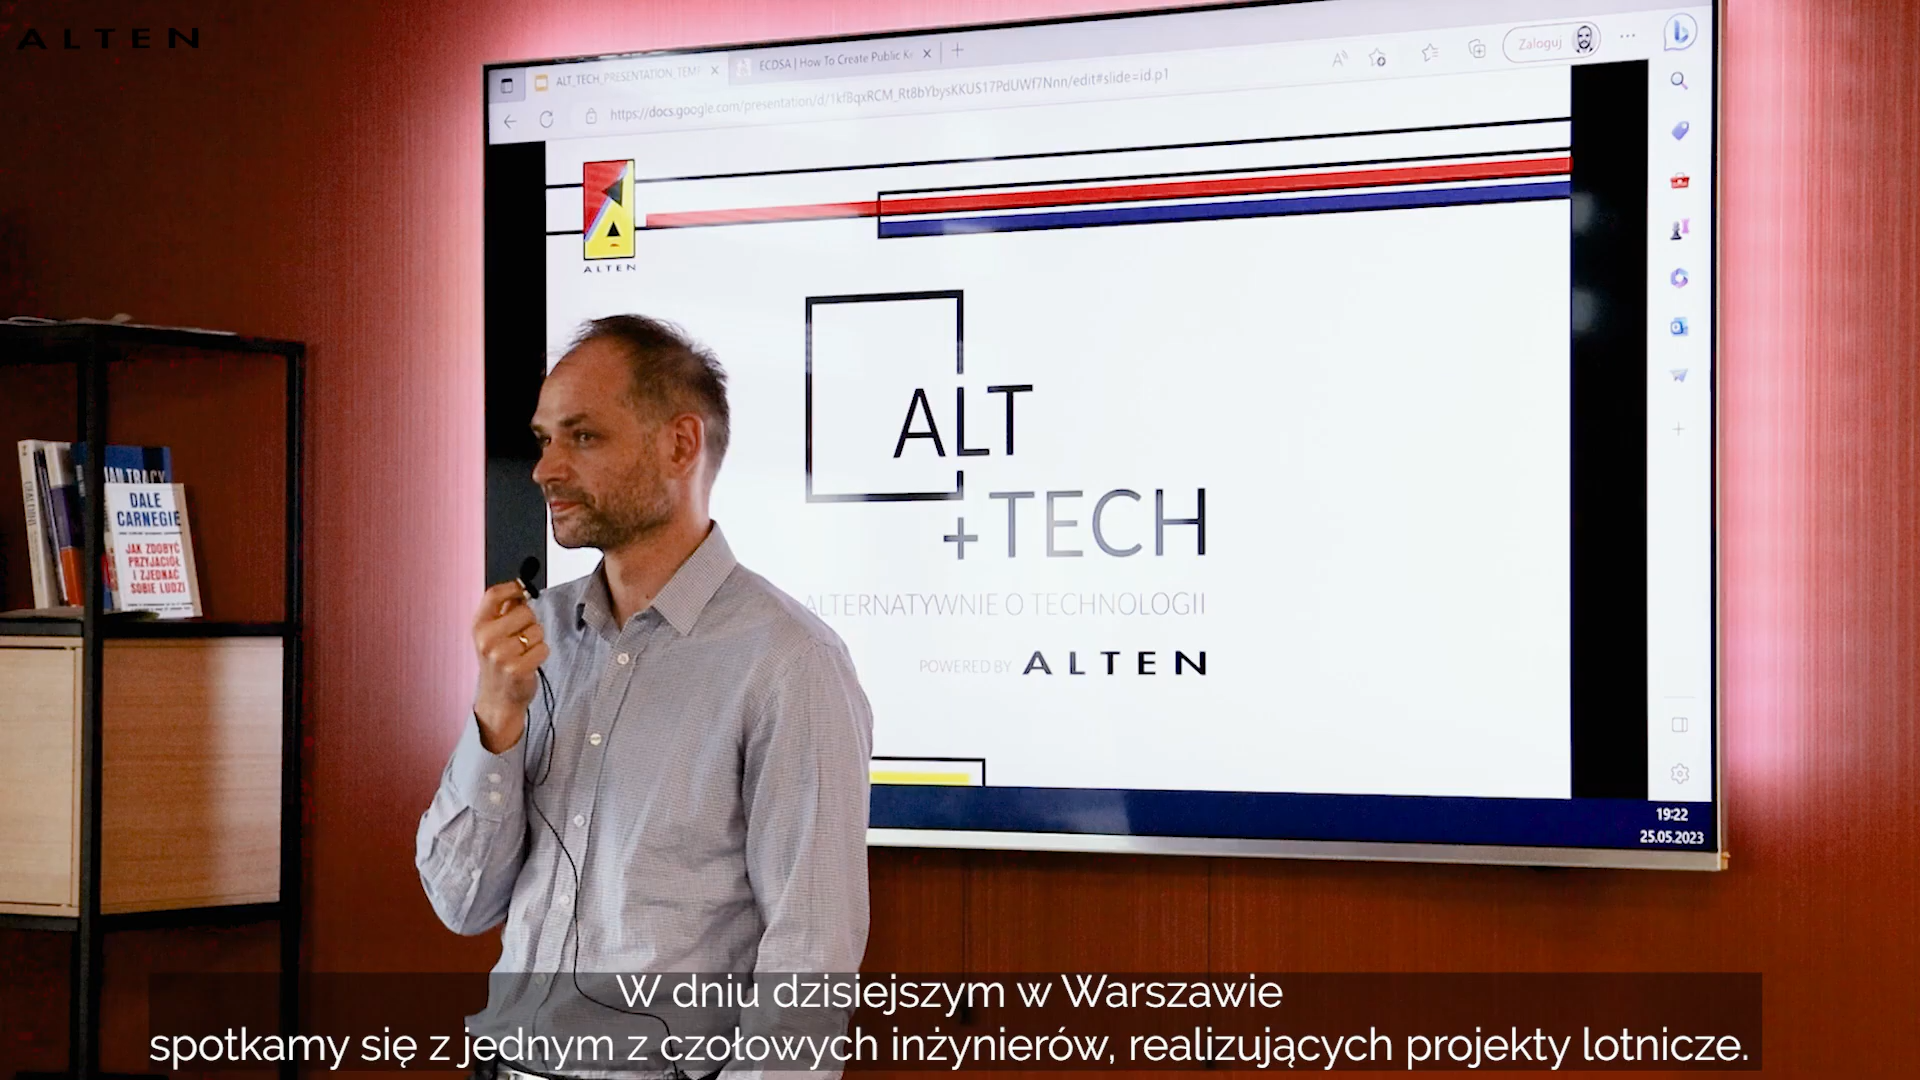 ALTEN
ALT_TECH_PRESENTATION_TEMP
ECDSA | How To Create Public K
https://docs.google.com/presentation/d/1kfBqxRCM_Rt8bYbysKKUS17PdUWf7Nnn/edit#slide=id.p1
Zaloguj
ALTEN
ALT
+TECH
ALTERNATYWNIE O TECHNOLOGII
POWERED BY ALTEN
19:22
25.05.2023
TRACY
DALE
CARNEGIE
JAK ZDOBYĆ
PRZYJACIÓŁ
I ZJEDNAĆ
SOBIE LUDZI
W dniu dzisiejszym w Warszawie
spotkamy się z jednym z czołowych inżynierów, realizujących projekty lotnicze.